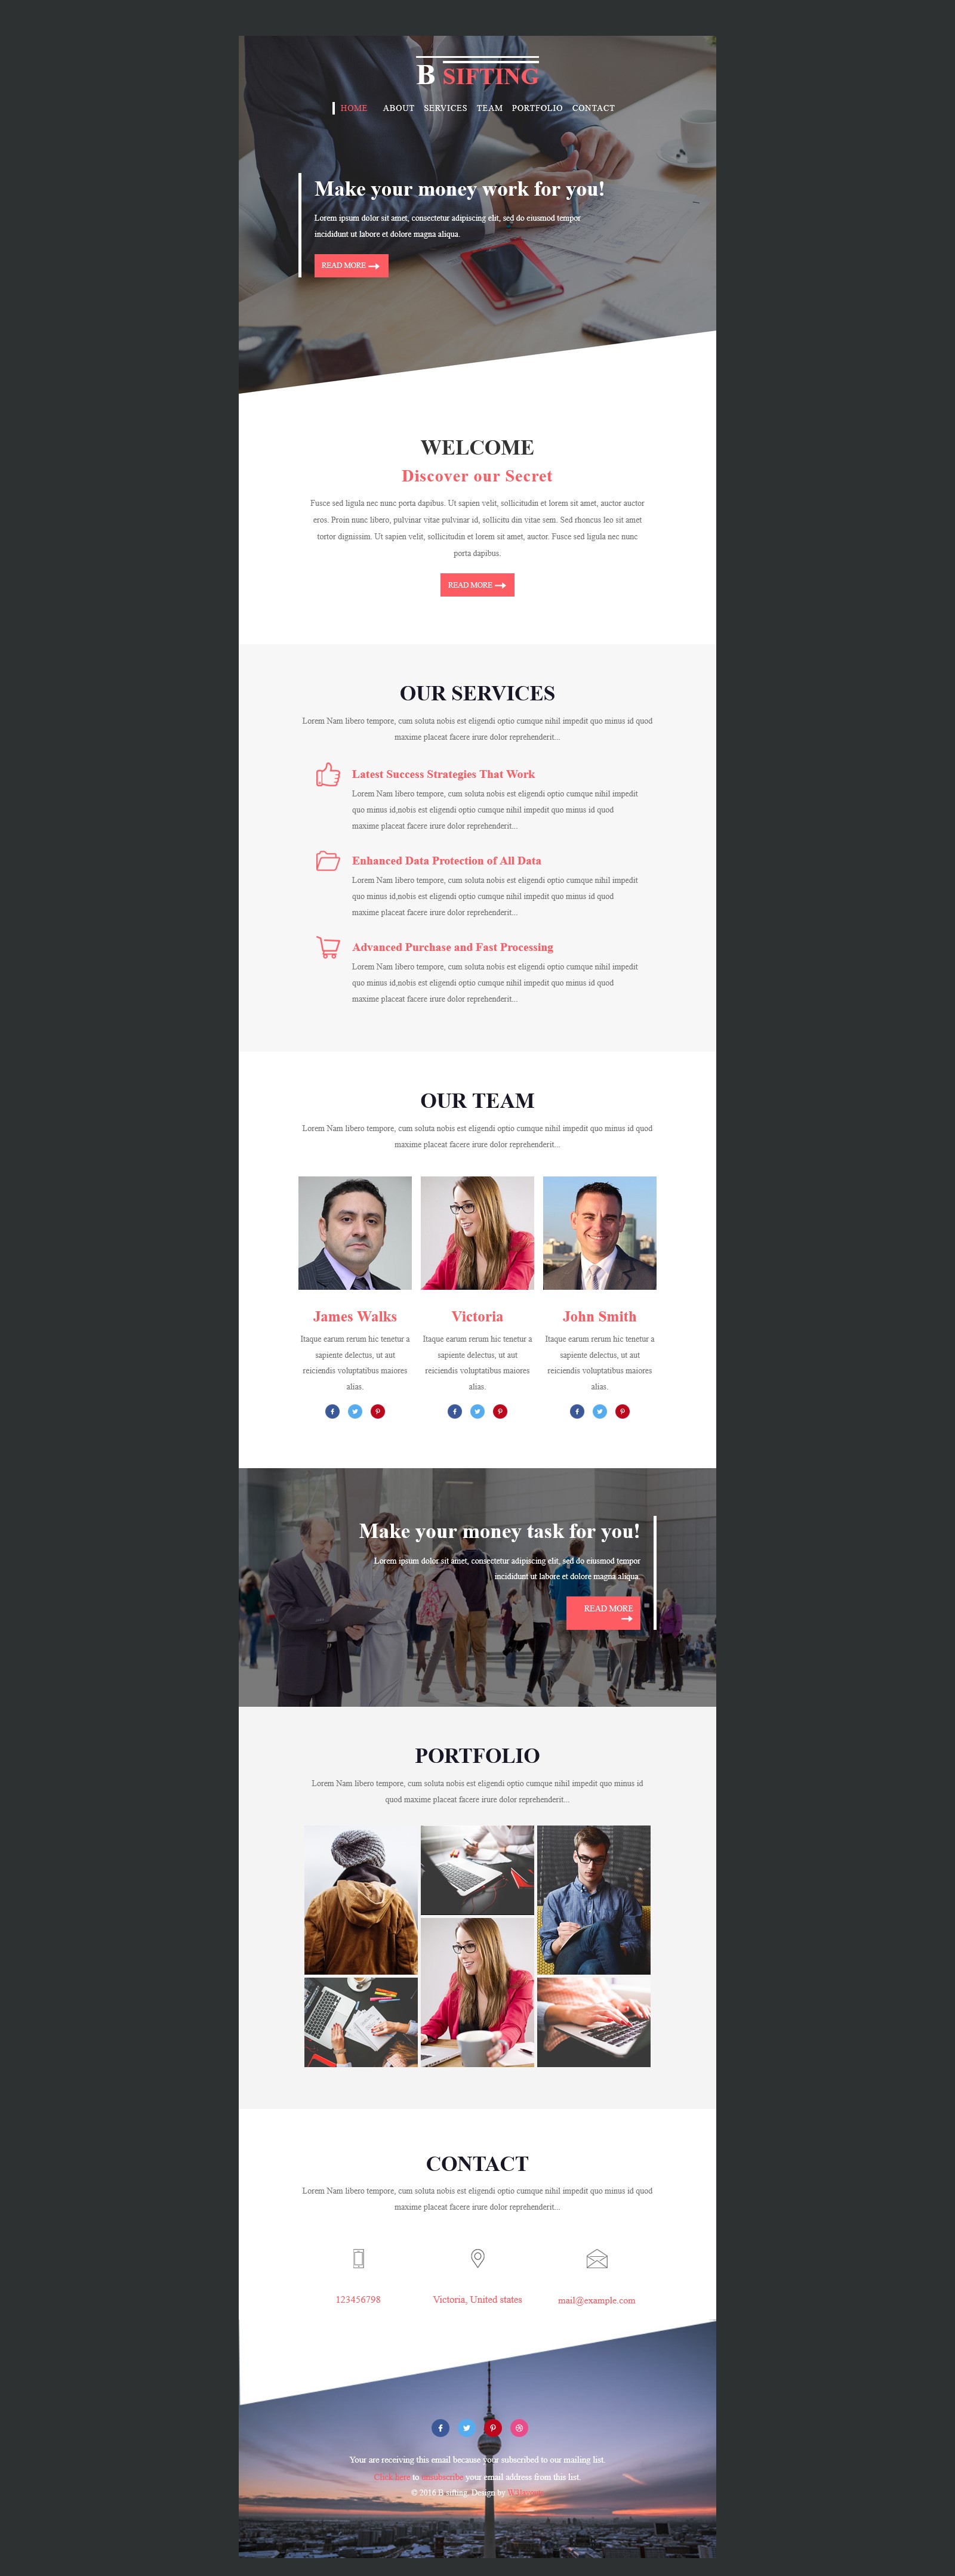 B SIFTING
HOME ABOUT SERVICES TEAM PORTFOLIO CONTACT
Make your money work for you!
Lorem ipsum dolor sit amet, consectetur adipiscing elit, sed do eiusmod tempor
incididunt ut labore et dolore magna aliqua.
READ MORE
WELCOME
Discover our Secret
Fusce sed ligula nec nunc porta dapibus. Ut sapien velit, sollicitudin et lorem sit amet, auctor auctor
eros. Proin nunc libero, pulvinar vitae pulvinar id, sollicitu din vitae sem. Sed rhoncus leo sit amet
tortor dignissim. Ut sapien velit, sollicitudin et lorem sit amet, auctor. Fusce sed ligula nec nunc
porta dapibus.
READ MORE
OUR SERVICES
Lorem Nam libero tempore, cum soluta nobis est eligendi optio cumque nihil impedit quo minus id quod
maxime placeat facere irure dolor reprehenderit...
Latest Success Strategies That Work
Lorem Nam libero tempore, cum soluta nobis est eligendi optio cumque nihil impedit
quo minus id,nobis est eligendi optio cumque nihil impedit quo minus id quod
maxime placeat facere irure dolor reprehenderit...
Enhanced Data Protection of All Data
Lorem Nam libero tempore, cum soluta nobis est eligendi optio cumque nihil impedit
quo minus id,nobis est eligendi optio cumque nihil impedit quo minus id quod
maxime placeat facere irure dolor reprehenderit...
Advanced Purchase and Fast Processing
Lorem Nam libero tempore, cum soluta nobis est eligendi optio cumque nihil impedit
quo minus id,nobis est eligendi optio cumque nihil impedit quo minus id quod
maxime placeat facere irure dolor reprehenderit...
OUR TEAM
Lorem Nam libero tempore, cum soluta nobis est eligendi optio cumque nihil impedit quo minus id quod
maxime placeat facere irure dolor reprehenderit...
James Walks
Itaque earum rerum hic tenetur a
sapiente delectus, ut aut
reiciendis voluptatibus maiores
alias.
Victoria
Itaque earum rerum hic tenetur a
sapiente delectus, ut aut
reiciendis voluptatibus maiores
alias.
John Smith
Itaque earum rerum hic tenetur a
sapiente delectus, ut aut
reiciendis voluptatibus maiores
alias.
Make your money task for you!
Lorem ipsum dolor sit amet, consectetur adipiscing elit, sed do eiusmod tempor
incididunt ut labore et dolore magna aliqua.
READ MORE
PORTFOLIO
Lorem Nam libero tempore, cum soluta nobis est eligendi optio cumque nihil impedit quo minus id
quod maxime placeat facere irure dolor reprehenderit...
CONTACT
Lorem Nam libero tempore, cum soluta nobis est eligendi optio cumque nihil impedit quo minus id quod
maxime placeat facere irure dolor reprehenderit...
123456798
Victoria, United states
mail@example.com
Your are receiving this email because your subscribed to our mailing list.
Click here to unsubscribe your email address from this list.
© 2016 B sifting. Design by